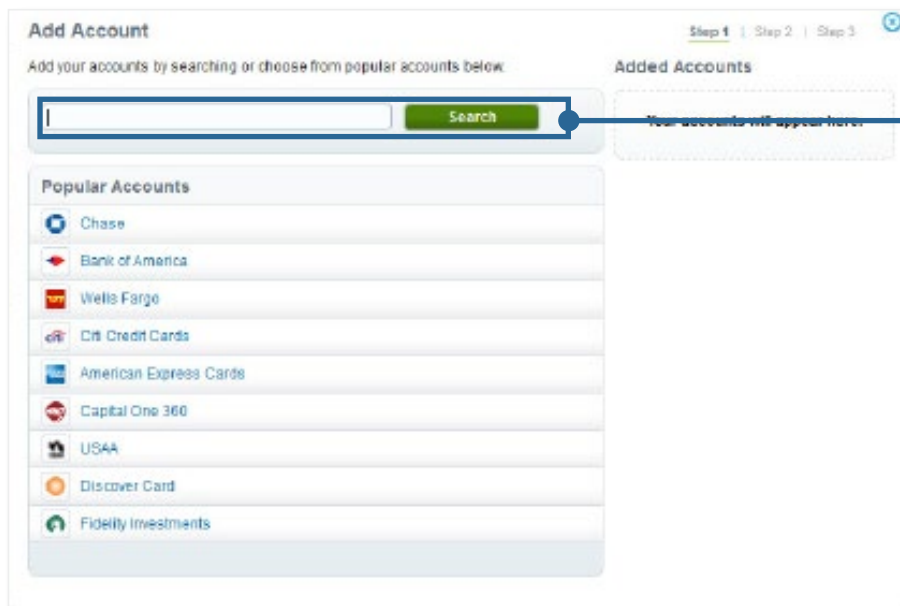 Add Account
Step 1 | Step 2 | Step 3
Add your accounts by searching or choose from popular accounts below.
Added Accounts
Search
Your accounts will appear here.
Popular Accounts
Chase
Bank of America
Wells Fargo
Citi Credit Cards
American Express Cards
Capital One 360
USAA
Discover Card
Fidelity Investments